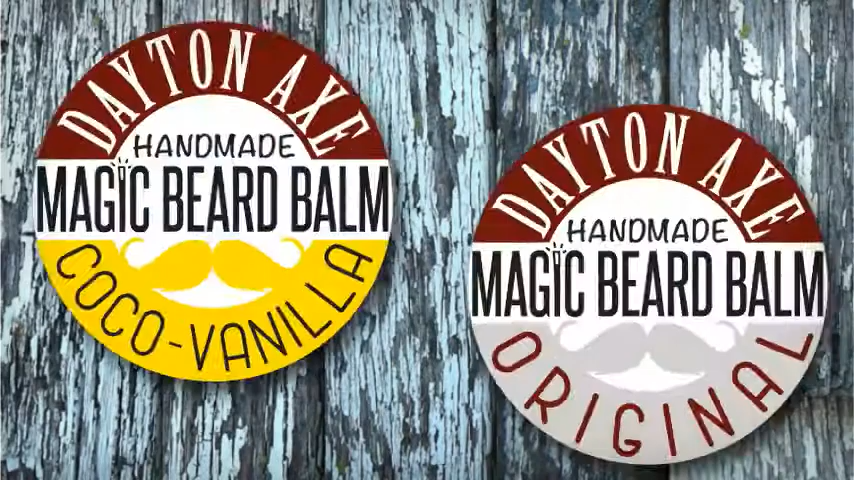 DAYTON AXE
HANDMADE
MAGIC BEARD BALM
COCO-VANILLA
DAYTON AXE
HANDMADE
MAGIC BEARD BALM
ORIGINAL